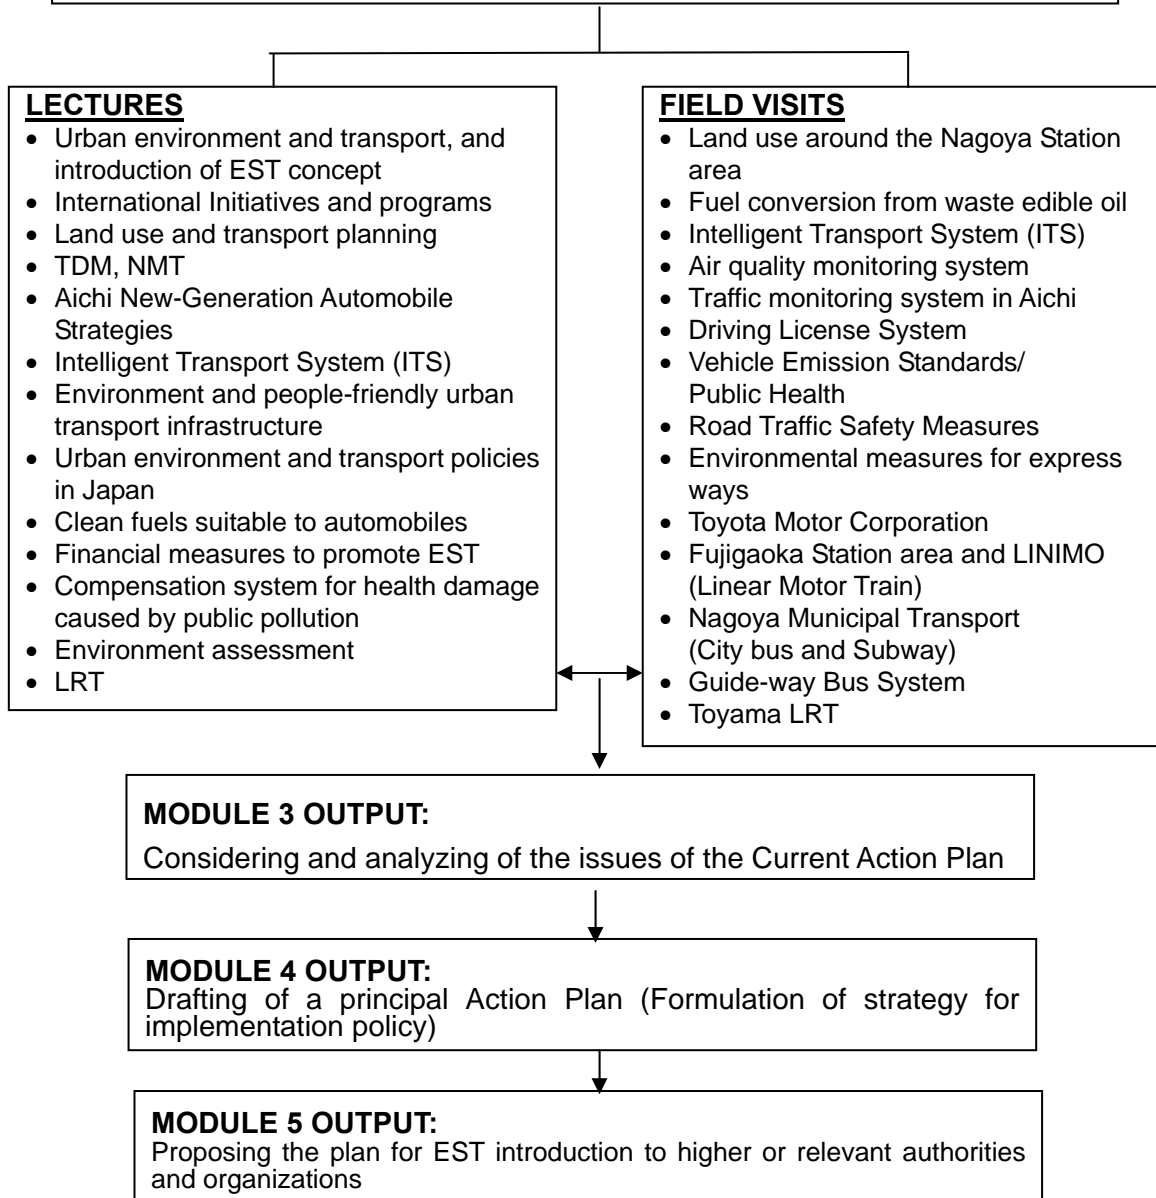 LECTURES
• Urban environment and transport, and
introduction of EST concept
• International Initiatives and programs
• Land use and transport planning
• TDM, NMT
• Aichi New-Generation Automobile
Strategies
• Intelligent Transport System (ITS)
• Environment and people-friendly urban
transport infrastructure
• Urban environment and transport policies
in Japan
• Clean fuels suitable to automobiles
• Financial measures to promote EST
• Compensation system for health damage
caused by public pollution
• Environment assessment
• LRT
FIELD VISITS
• Land use around the Nagoya Station
area
• Fuel conversion from waste edible oil
• Intelligent Transport System (ITS)
• Air quality monitoring system
• Traffic monitoring system in Aichi
• Driving License System
• Vehicle Emission Standards/
Public Health
• Road Traffic Safety Measures
• Environmental measures for express
ways
• Toyota Motor Corporation
• Fujigaoka Station area and LINIMO
(Linear Motor Train)
• Nagoya Municipal Transport
(City bus and Subway)
• Guide-way Bus System
• Toyama LRT
MODULE 3 OUTPUT:
Considering and analyzing of the issues of the Current Action Plan
MODULE 4 OUTPUT:
Drafting of a principal Action Plan (Formulation of strategy for
implementation policy)
MODULE 5 OUTPUT:
Proposing the plan for EST introduction to higher or relevant authorities
and organizations